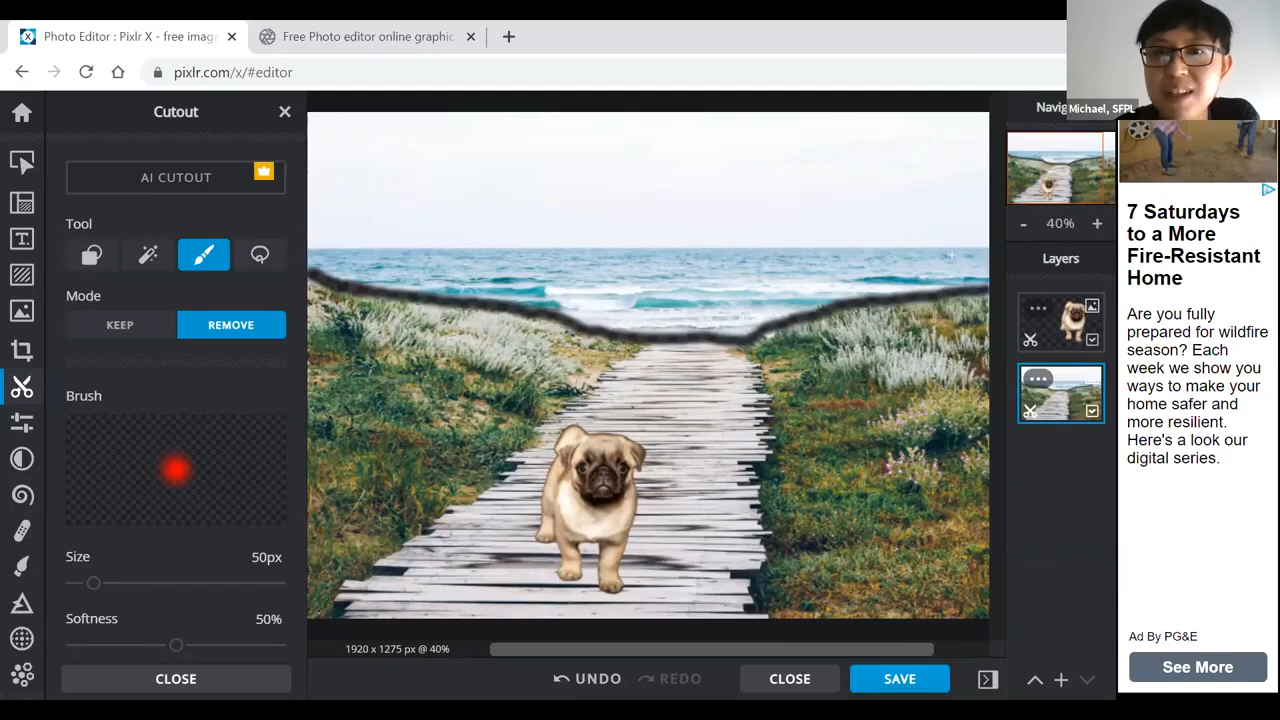 Photo Editor : Pixlr X - free image
Free Photo editor online graphic
pixlr.com/x/#editor
Michael, SFPL
Cutout
Navig
AI CUTOUT
Tool
- 40% +
Layers
Mode
KEEP REMOVE
Brush
Size 50px
Softness 50%
1920 x 1275 px @ 40%
CLOSE
UNDO REDO CLOSE SAVE
7 Saturdays
to a More
Fire-Resistant
Home
Are you fully
prepared for wildfire
season? Each
week we show you
ways to make your
home safer and
more resilient.
Here's a look our
digital series.
Ad By PG&E
See More